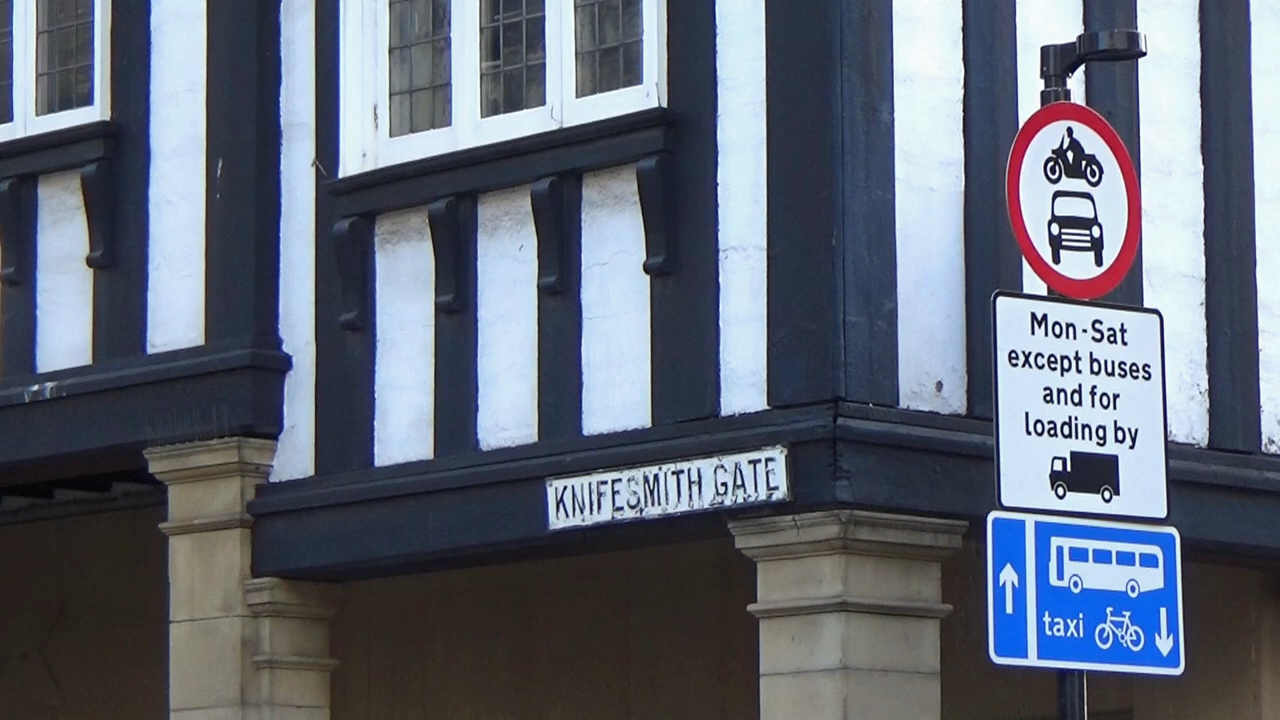 KNIFESMITH GATE
Mon-Sat
except buses
and for
loading by
taxi